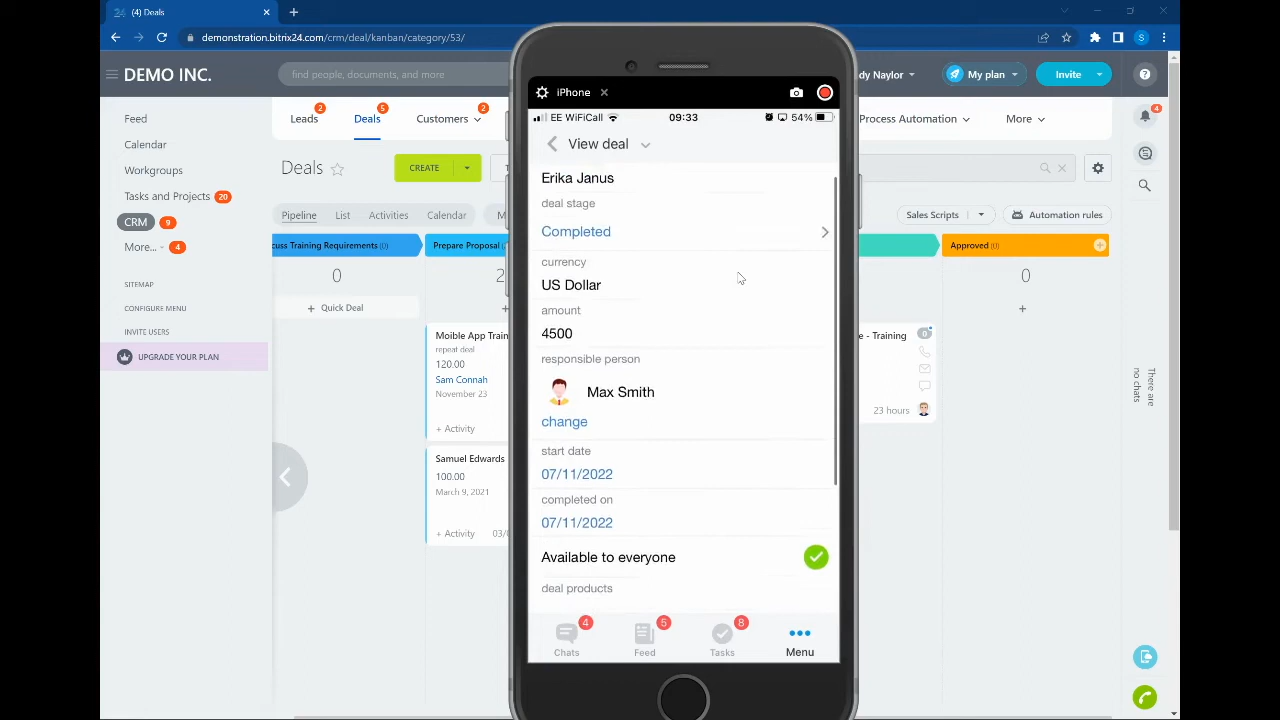 24 (4) Deals
demonstration.bitrix24.com/crm/deal/kanban/category/53/
S
DEMO INC.
find people, documents, and more
dy Naylor
My plan
Invite
Feed
Calendar
Workgroups
Tasks and Projects 20
CRM 9
More... 4
SITEMAP
CONFIGURE MENU
INVITE USERS
UPGRADE YOUR PLAN
Leads 2
Deals 5
Customers 2
Process Automation
More
4
Deals
CREATE
Pipeline
List
Activities
Calendar
M
Sales Scripts
Automation rules
cuss Training Requirements (0)
Prepare Proposal
Approved (0)
0
2
0
+ Quick Deal
+
+
Moible App Train
repeat deal
120.00
Sam Connah
November 23
+ Activity
Samuel Edwards
100.00
March 9, 2021
+ Activity
03/
e - Training
0
23 hours
There are
no chats
iPhone
EE WiFiCall
09:33
54%
View deal
Erika Janus
deal stage
Completed
currency
US Dollar
amount
4500
responsible person
Max Smith
change
start date
07/11/2022
completed on
07/11/2022
Available to everyone
deal products
4
5
8
Chats
Feed
Tasks
Menu